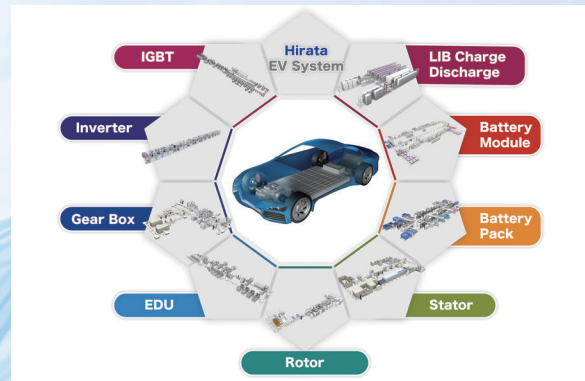 Hirata
EV System
LIB Charge
Discharge
Battery
Module
Battery
Pack
Stator
Rotor
EDU
Gear Box
Inverter
IGBT